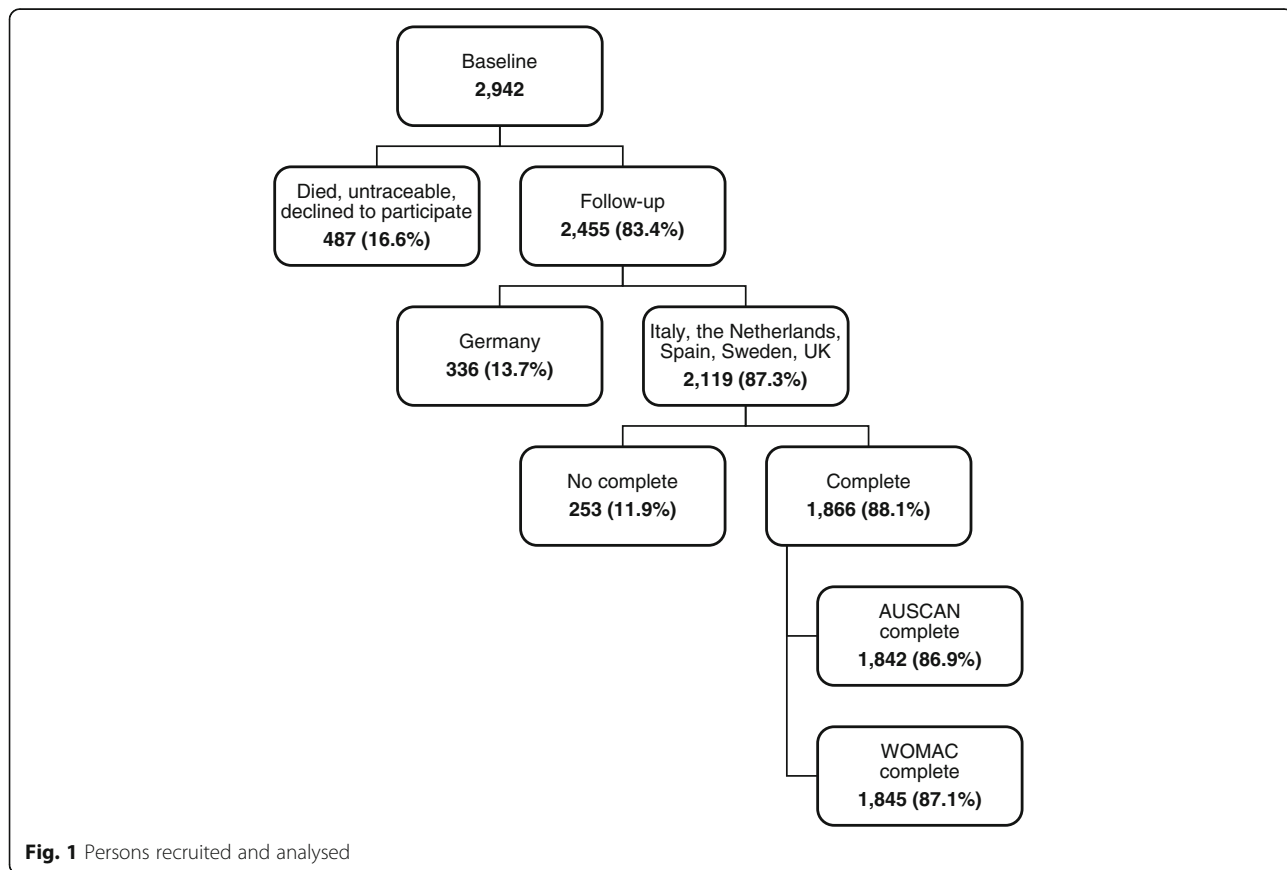 Baseline
2,942
Died, untraceable,
declined to participate
487 (16.6%)
Follow-up
2,455 (83.4%)
Germany
336 (13.7%)
Italy, the Netherlands,
Spain, Sweden, UK
2,119 (87.3%)
No complete
253 (11.9%)
Complete
1,866 (88.1%)
AUSCAN
complete
1,842 (86.9%)
WOMAC
complete
1,845 (87.1%)
Fig. 1 Persons recruited and analysed